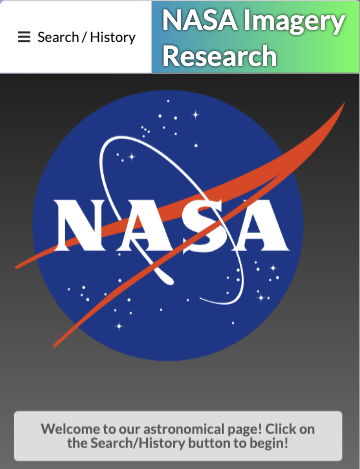 Search / History
NASA Imagery
Research
NASA
Welcome to our astronomical page! Click on
the Search/History button to begin!